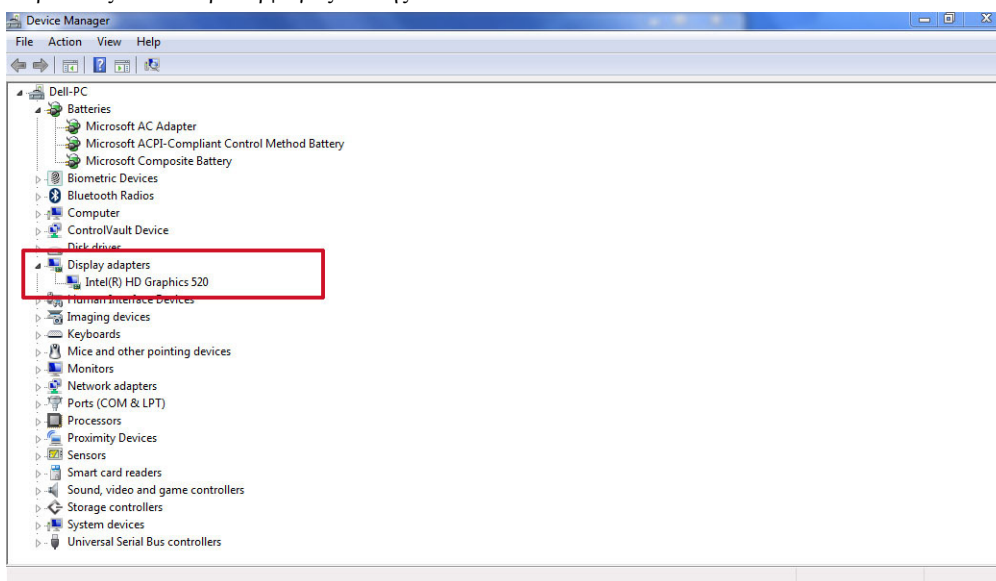 Device Manager
File Action View Help
Dell-PC
Batteries
Microsoft AC Adapter
Microsoft ACPI-Compliant Control Method Battery
Microsoft Composite Battery
Biometric Devices
Bluetooth Radios
Computer
ControlVault Device
Disk drives
Display adapters
Intel(R) HD Graphics 520
Human Interface Devices
Imaging devices
Keyboards
Mice and other pointing devices
Monitors
Network adapters
Ports (COM & LPT)
Processors
Proximity Devices
Sensors
Smart card readers
Sound, video and game controllers
Storage controllers
System devices
Universal Serial Bus controllers